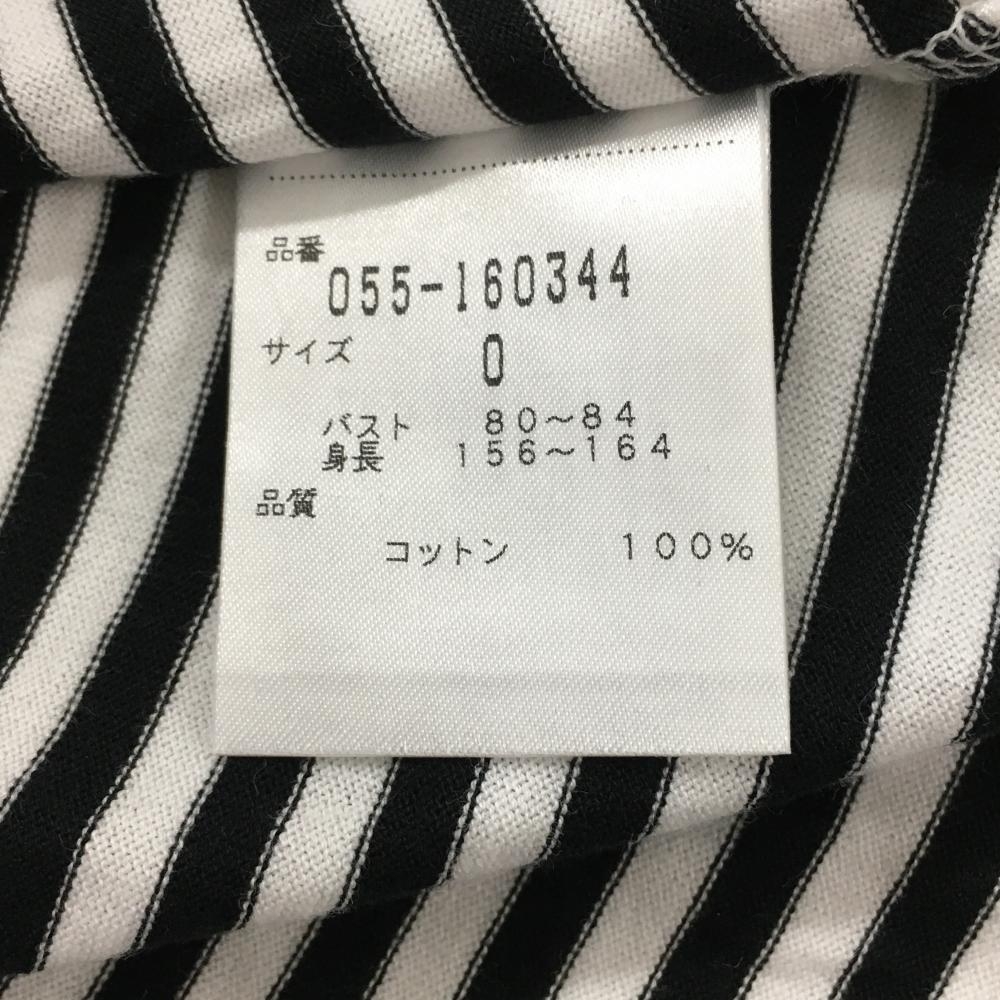 品番
055-160344
サイズ 0
バスト 80～84
身長 156～164
品質
コットン 100%